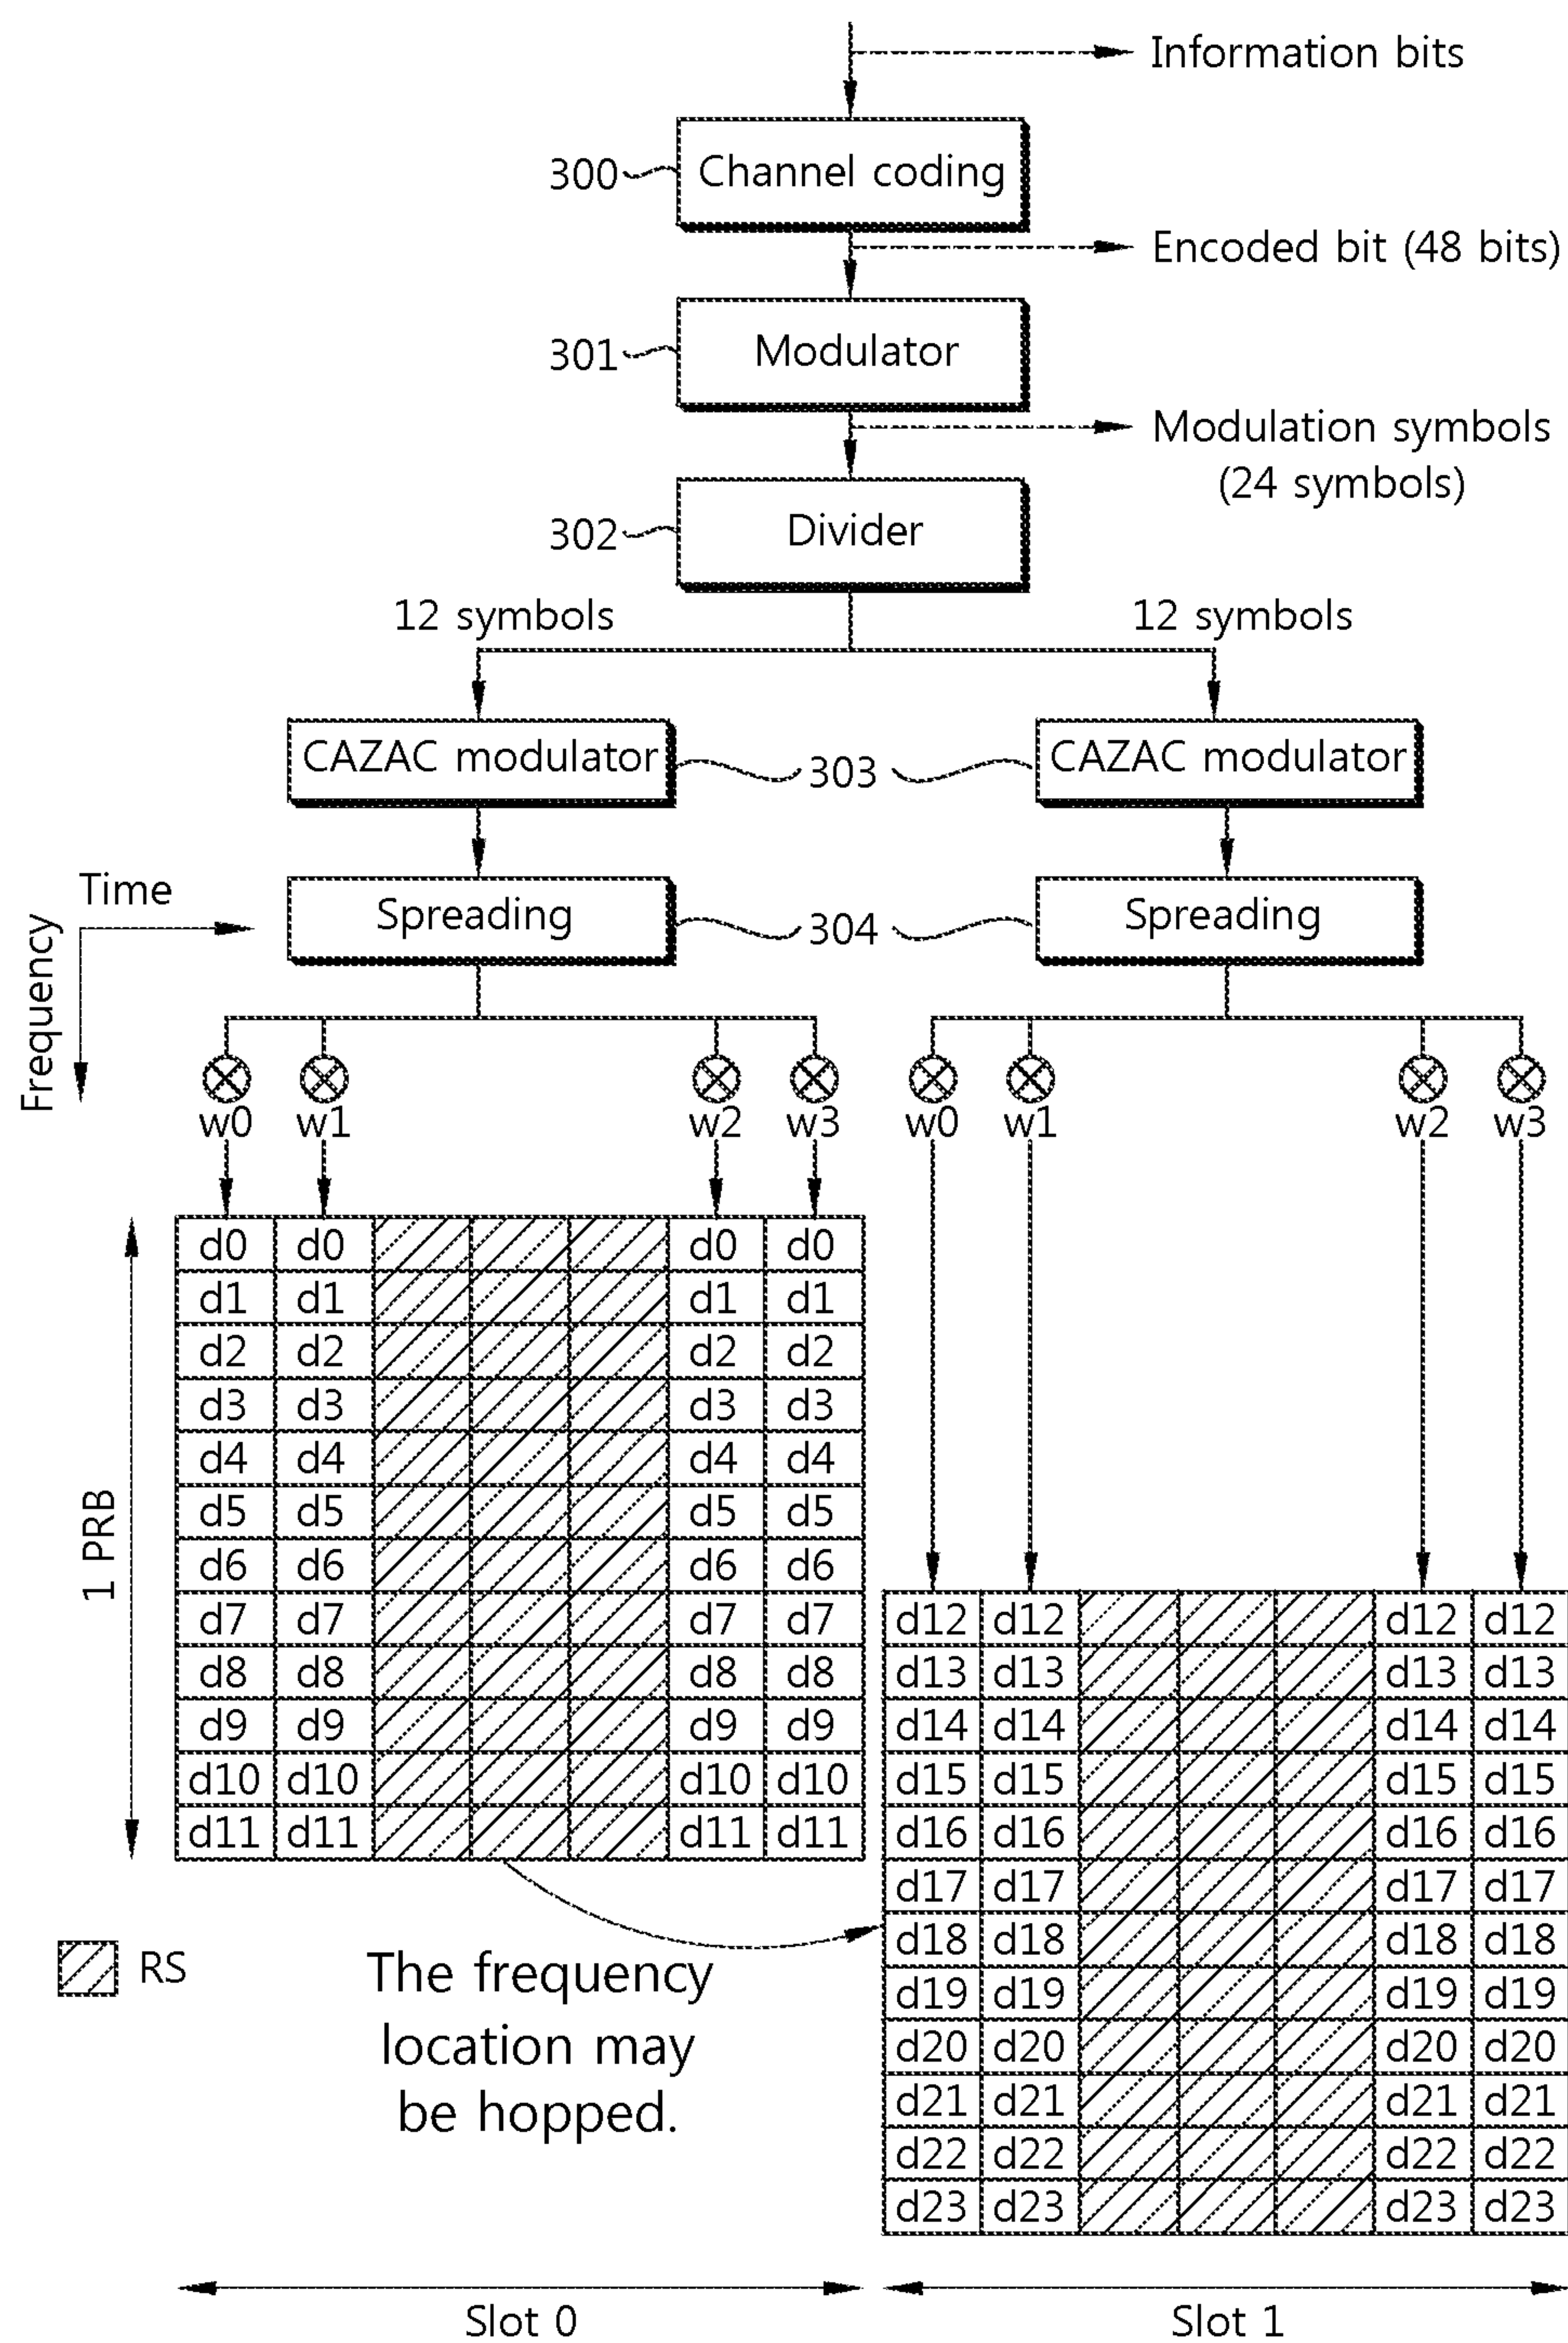 Information bits
300
Channel coding
Encoded bit (48 bits)
301
Modulator
Modulation symbols
(24 symbols)
302
Divider
12 symbols
12 symbols
CAZAC modulator
303
CAZAC modulator
Time
Frequency
Spreading
304
Spreading
w0 w1 w2 w3 w0 w1 w2 w3
1 PRB
d0 d0 d0 d0
d1 d1 d1 d1
d2 d2 d2 d2
d3 d3 d3 d3
d4 d4 d4 d4
d5 d5 d5 d5
d6 d6 d6 d6
d7 d7 d7 d7
d8 d8 d8 d8
d9 d9 d9 d9
d10 d10 d10 d10
d11 d11 d11 d11
d12 d12 d12 d12
d13 d13 d13 d13
d14 d14 d14 d14
d15 d15 d15 d15
d16 d16 d16 d16
d17 d17 d17 d17
d18 d18 d18 d18
d19 d19 d19 d19
d20 d20 d20 d20
d21 d21 d21 d21
d22 d22 d22 d22
d23 d23 d23 d23
RS
The frequency
location may
be hopped.
Slot 0
Slot 1